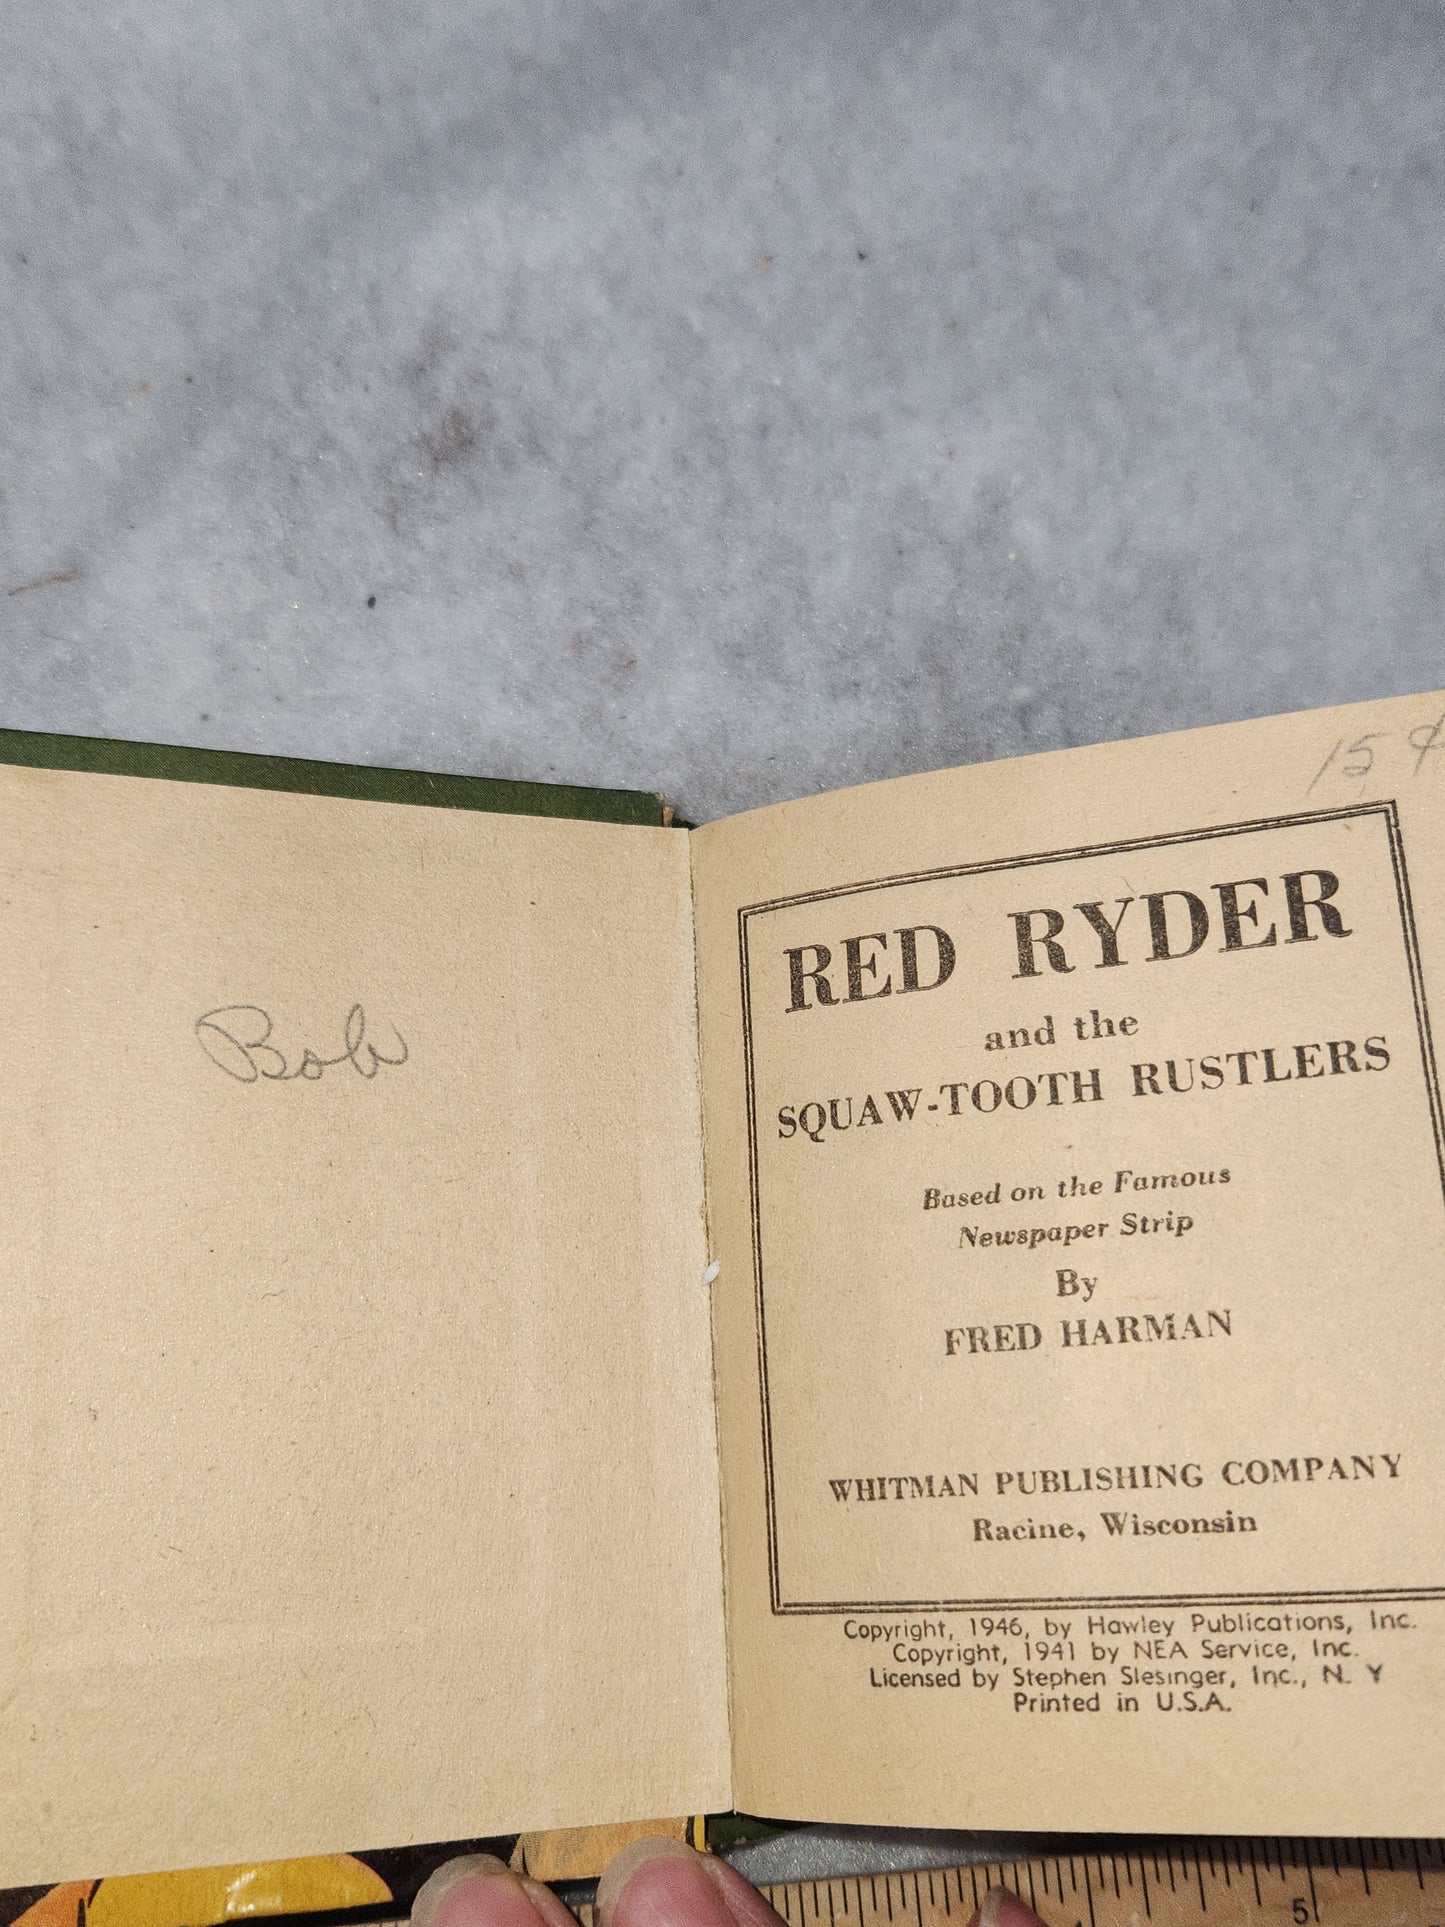 Bob
15¢
RED RYDER
and the
SQUAW-TOOTH RUSTLERS
Based on the Famous
Newspaper Strip
By
FRED HARMAN
WHITMAN PUBLISHING COMPANY
Racine, Wisconsin
Copyright, 1946, by Hawley Publications, Inc.
Copyright, 1941 by NEA Service, Inc.
Licensed by Stephen Slesinger, Inc., N. Y
Printed in U.S.A.
5